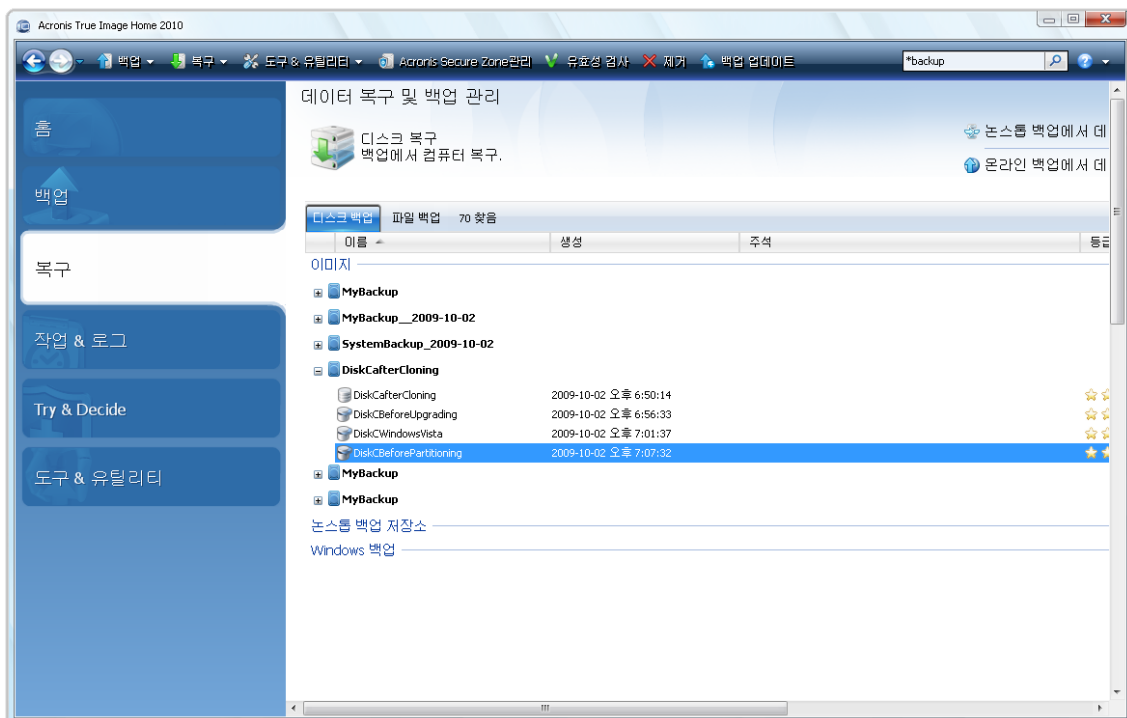 Acronis True Image Home 2010
백업 복구 도구 & 유틸리티 Acronis Secure Zone관리 유효성 검사 제거 백업 업데이트 *backup
홈
백업
복구
작업 & 로그
Try & Decide
도구 & 유틸리티
데이터 복구 및 백업 관리
디스크 복구
백업에서 컴퓨터 복구.
논스톱 백업에서 데
온라인 백업에서 데
디스크 백업 파일 백업 70 찾음
이름 생성 주석 등급
이미지
MyBackup
MyBackup__2009-10-02
SystemBackup_2009-10-02
DiskCafterCloning
DiskCafterCloning 2009-10-02 오후 6:50:14
DiskCBeforeUpgrading 2009-10-02 오후 6:56:33
DiskCWindowsVista 2009-10-02 오후 7:01:37
DiskCBeforePartitioning 2009-10-02 오후 7:07:32
MyBackup
MyBackup
논스톱 백업 저장소
Windows 백업